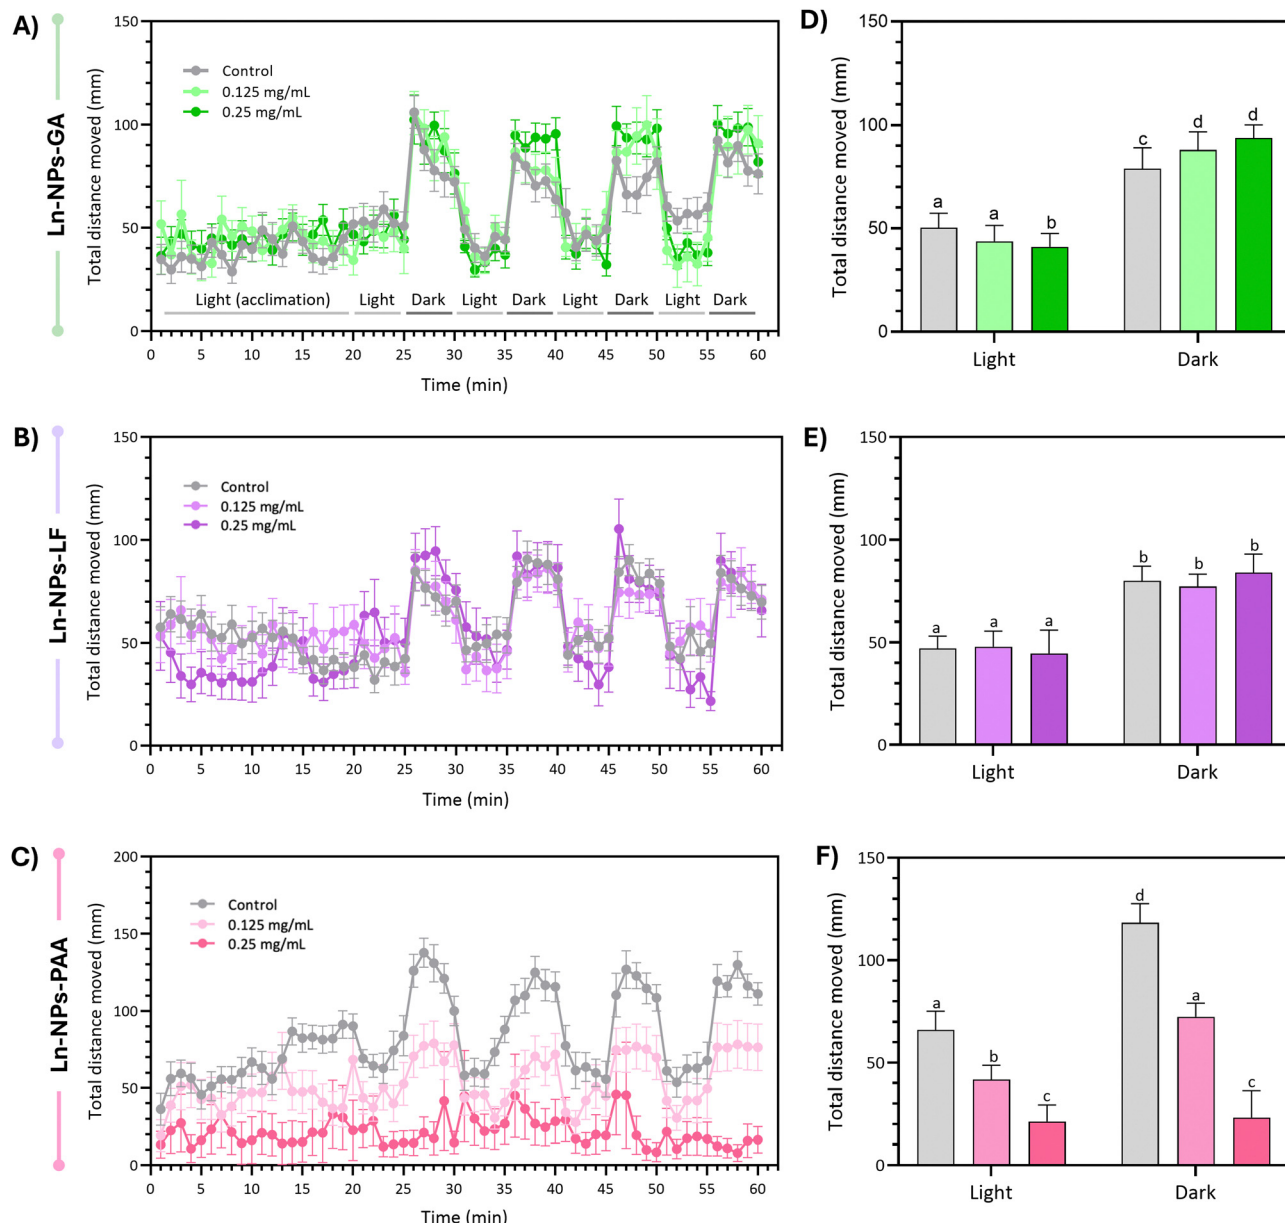 A)
Ln-NPs-GA
Total distance moved (mm)
150
100
50
0
Control
0.125 mg/mL
0.25 mg/mL
Light (acclimation) Light Dark Light Dark Light Dark Light Dark
0 5 10 15 20 25 30 35 40 45 50 55 60
Time (min)
D)
Total distance moved (mm)
150
100
50
0
a a b c d d
Light Dark
B)
Ln-NPs-LF
Total distance moved (mm)
150
100
50
0
Control
0.125 mg/mL
0.25 mg/mL
0 5 10 15 20 25 30 35 40 45 50 55 60
Time (min)
E)
Total distance moved (mm)
150
100
50
0
a a a b b b
Light Dark
C)
Ln-NPs-PAA
Total distance moved (mm)
200
150
100
50
0
Control
0.125 mg/mL
0.25 mg/mL
0 5 10 15 20 25 30 35 40 45 50 55 60
Time (min)
F)
Total distance moved (mm)
150
100
50
0
a b c d a c
Light Dark